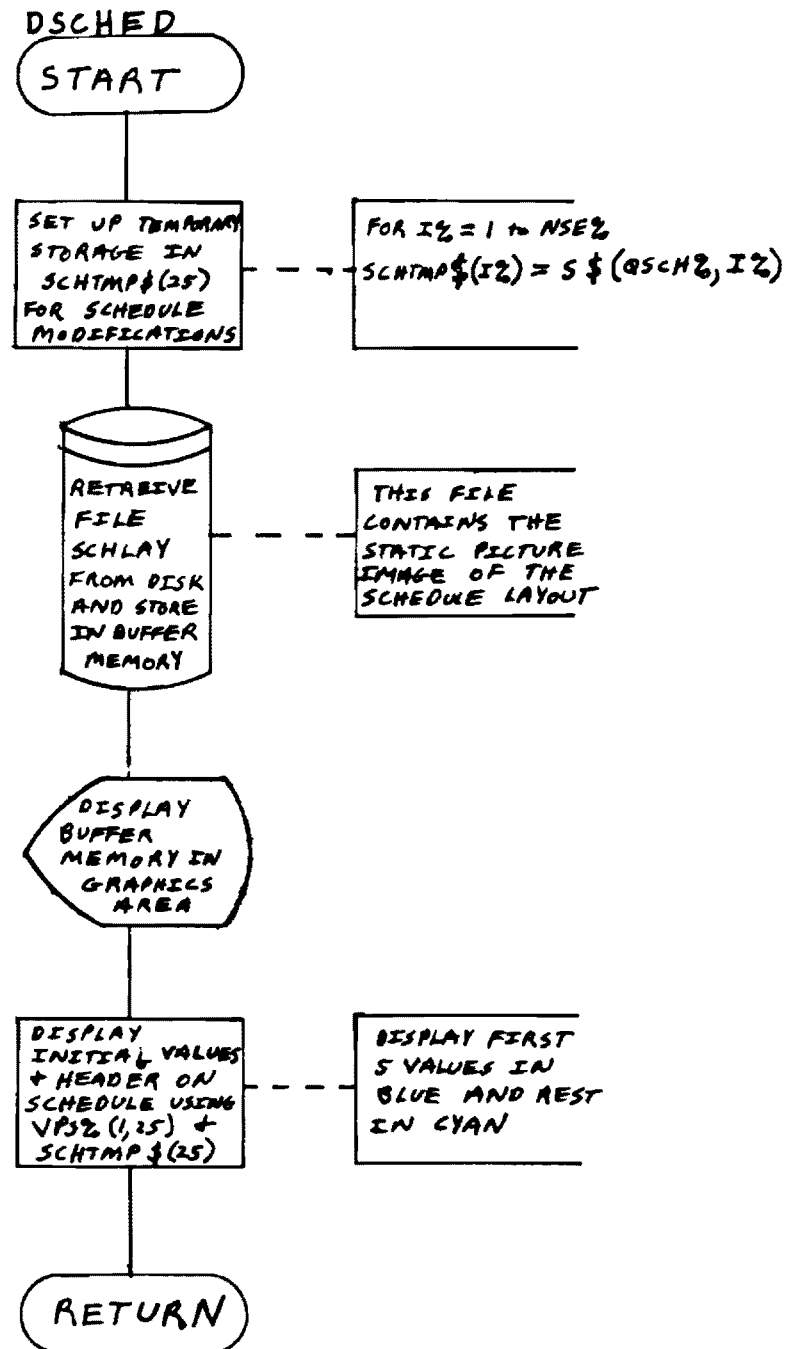 DSCHED
START
SET UP TEMPORARY
STORAGE IN
SCHTMP$(25)
FOR SCHEDULE
MODIFICATIONS
FOR I% = 1 to NSE%
SCHTMP$(I%) = S$(QSCH%, I%)
RETREIVE
FILE
SCHLAY
FROM DISK
AND STORE
IN BUFFER
MEMORY
THIS FILE
CONTAINS THE
STATIC PICTURE
IMAGE OF THE
SCHEDULE LAYOUT
DISPLAY
BUFFER
MEMORY IN
GRAPHICS
AREA
DISPLAY
INITIAL VALUES
+ HEADER ON
SCHEDULE USING
VPS%(1,25) +
SCHTMP$(25)
DISPLAY FIRST
5 VALUES IN
BLUE AND REST
IN CYAN
RETURN